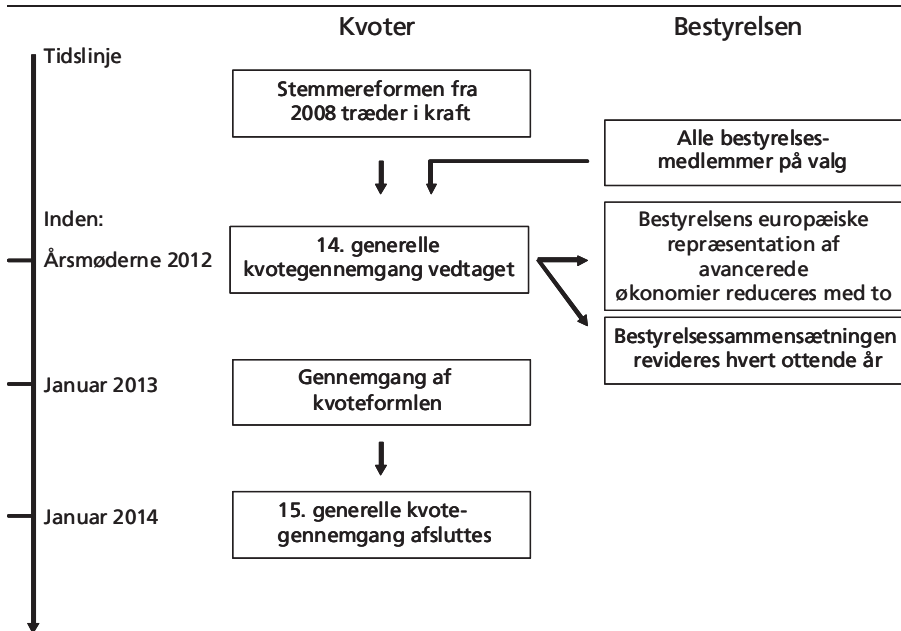 Kvoter
Bestyrelsen
Tidslinje
Stemmereformen fra
2008 træder i kraft
Alle bestyrelses-
medlemmer på valg
Inden:
Årsmøderne 2012
14. generelle
kvotegennemgang vedtaget
Bestyrelsens europæiske
repræsentation af
avancerede
økonomier reduceres med to
Bestyrelsessammensætningen
revideres hvert ottende år
Januar 2013
Gennemgang af
kvoteformlen
Januar 2014
15. generelle kvote-
gennemgang afsluttes